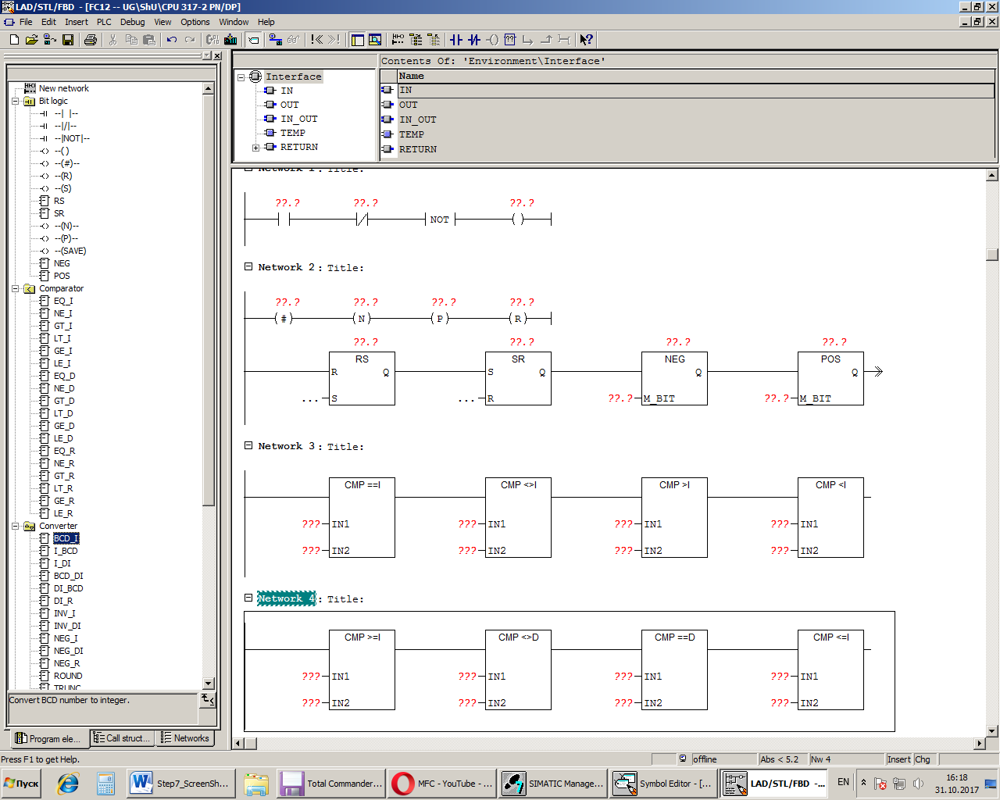 LAD/STL/FBD - [FC12 -- UG\ShU\CPU 317-2 PN/DP]
File Edit Insert PLC Debug View Options Window Help
New network
Bit logic
--| |--
--|/|--
--|NOT|--
--( )
--(#)--
--(R)
--(S)
RS
SR
--(N)--
--(P)--
--(SAVE)
NEG
POS
Comparator
EQ_I
NE_I
GT_I
LT_I
GE_I
LE_I
EQ_D
NE_D
GT_D
LT_D
GE_D
LE_D
EQ_R
NE_R
GT_R
LT_R
GE_R
LE_R
Converter
BCD_I
I_BCD
I_DI
BCD_DI
DI_BCD
DI_R
INV_I
INV_DI
NEG_I
NEG_DI
NEG_R
ROUND
TRUNC
Convert BCD number to integer.
Program ele... Call struct... Networks
Interface
IN
OUT
IN_OUT
TEMP
RETURN
Contents Of: 'Environment\Interface'
Name
IN
OUT
IN_OUT
TEMP
RETURN
Network 1 : Title:
??.? ??.? ??.?
NOT ( )
Network 2 : Title:
??.? ??.? ??.? ??.?
(#) (N) (P) (R)
??.? ??.? ??.? ??.?
RS SR NEG POS
R Q S Q Q Q
... S ... R ??.? M_BIT ??.? M_BIT
Network 3 : Title:
CMP ==I CMP <>I CMP >I CMP <I
??? IN1 ??? IN1 ??? IN1 ??? IN1
??? IN2 ??? IN2 ??? IN2 ??? IN2
Network 4 : Title:
CMP >=I CMP <>D CMP ==D CMP <=I
??? IN1 ??? IN1 ??? IN1 ??? IN1
??? IN2 ??? IN2 ??? IN2 ??? IN2
Press F1 to get Help. offline Abs < 5.2 Nw 4 Insert Chg
Пуск Step7_ScreenSh... Total Commander... MFC - YouTube - ... SIMATIC Manage... Symbol Editor - [... LAD/STL/FBD -... EN 16:18
31.10.2017